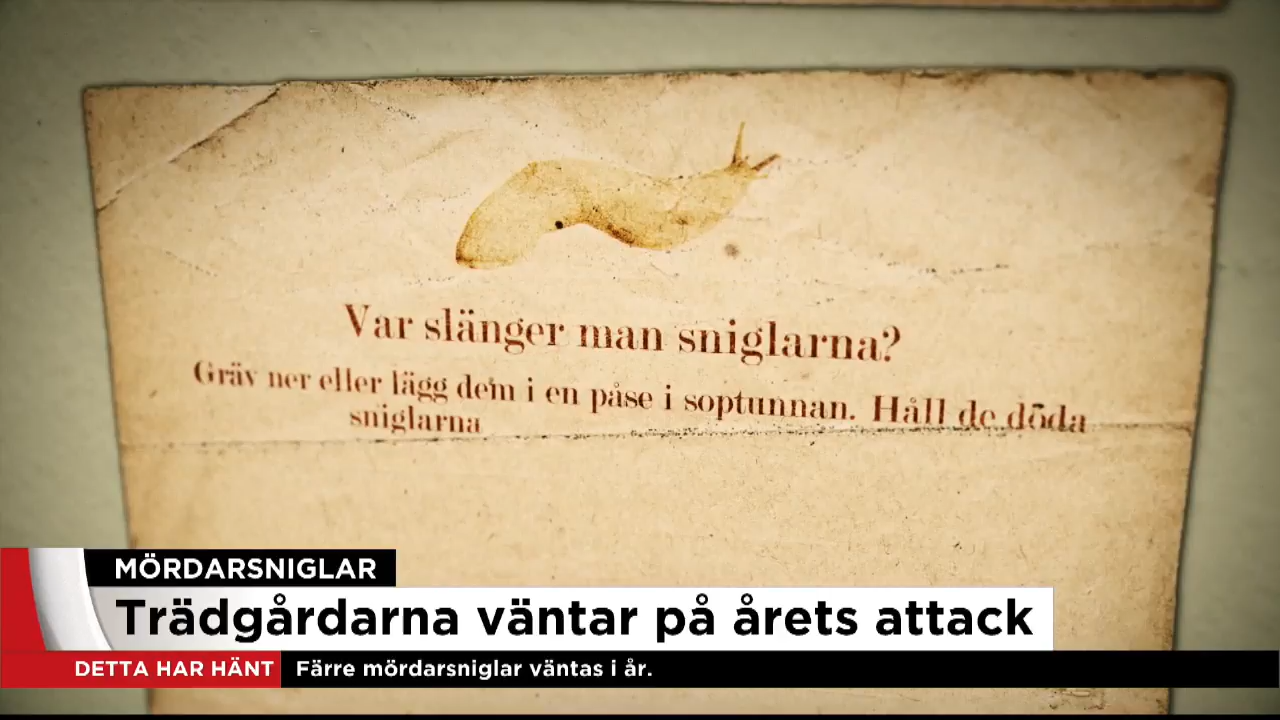 Var slänger man sniglarna?
Gräv ner eller lägg dem i en påse i soptunnan. Håll de döda
sniglarna
MÖRDARSNIGLAR
Trädgårdarna väntar på årets attack
DETTA HAR HÄNT Färre mördarsniglar väntas i år.